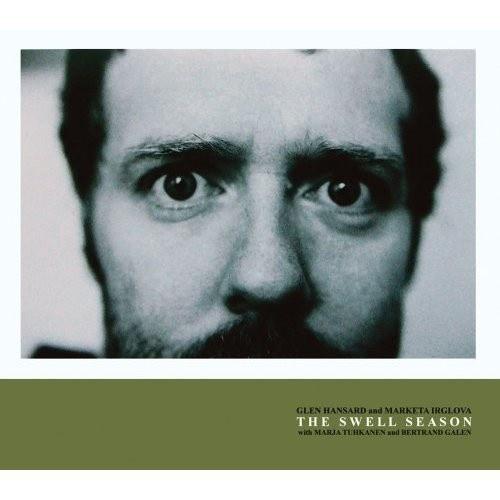 GLEN HANSARD and MARKETA IRGLOVA
THE SWELL SEASON
with MARJA TUHKANEN and BERTRAND GALEN